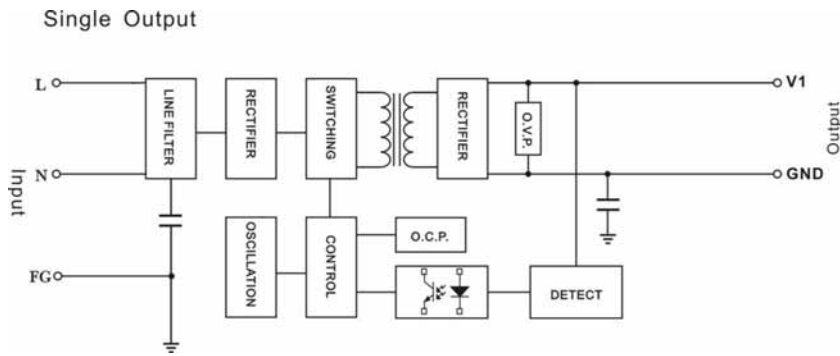 Single Output
L
LINE FILTER
RECTIFIER
SWITCHING
RECTIFIER
O.V.P.
V1
Output
N
GND
Input
OSCILLATION
CONTROL
O.C.P.
FG
DETECT